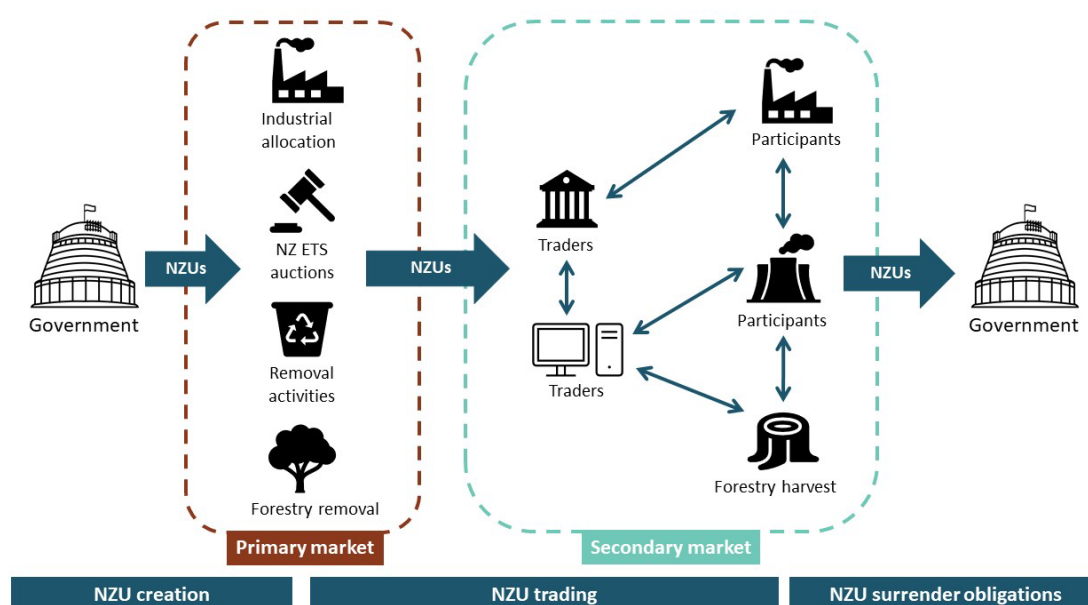 Government
NZUs
Industrial
allocation
NZ ETS
auctions
Removal
activities
Forestry removal
Primary market
NZUs
Traders
Traders
Participants
Participants
Forestry harvest
Secondary market
NZUs
Government
NZU creation
NZU trading
NZU surrender obligations